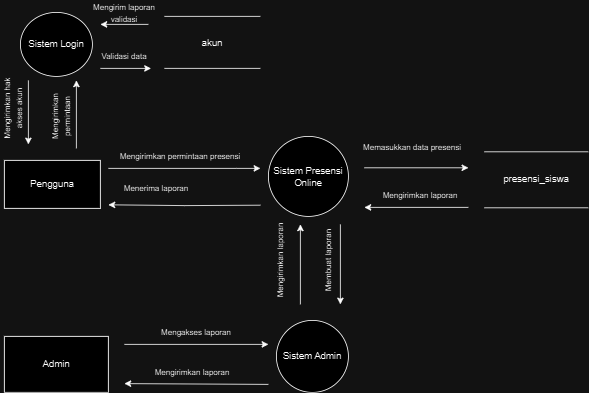 Mengirim laporan
validasi
Sistem Login
akun
Validasi data
Mengirimkan hak
akses akun
Mengirimkan
permintaan
Mengirimkan permintaan presensi
Memasukkan data presensi
Pengguna
Sistem Presensi
Online
presensi_siswa
Menerima laporan
Mengirimkan laporan
Mengirimkan laporan
Membuat laporan
Mengakses laporan
Admin
Sistem Admin
Mengirimkan laporan